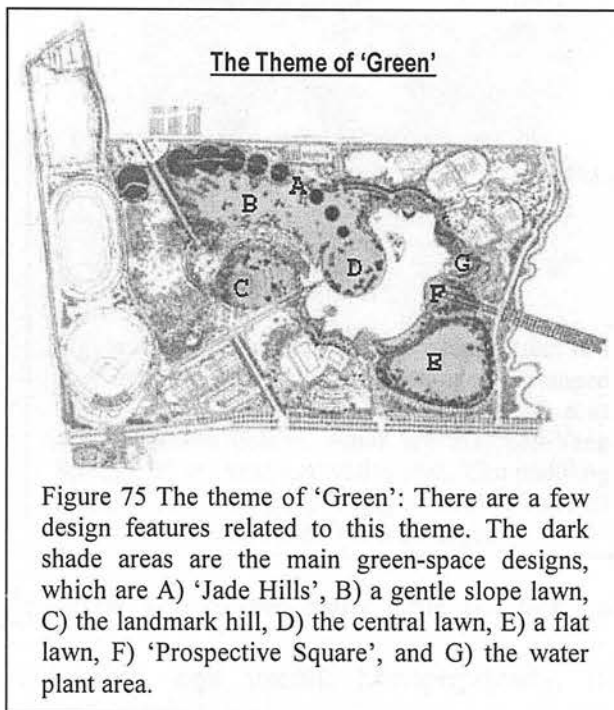 The Theme of 'Green'
A
B
G
D
C
F
E
Figure 75 The theme of 'Green': There are a few
design features related to this theme. The dark
shade areas are the main green-space designs,
which are A) 'Jade Hills', B) a gentle slope lawn,
C) the landmark hill, D) the central lawn, E) a flat
lawn, F) 'Prospective Square', and G) the water
plant area.